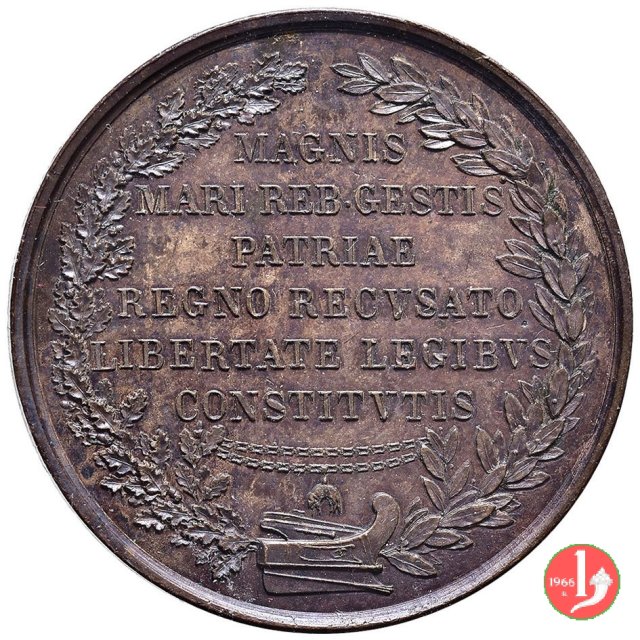 MAGNIS
MARI REB·GESTIS
PATRIAE
REGNO RECVSATO
LIBERTATE LEGIBVS
CONSTITVTIS
1966